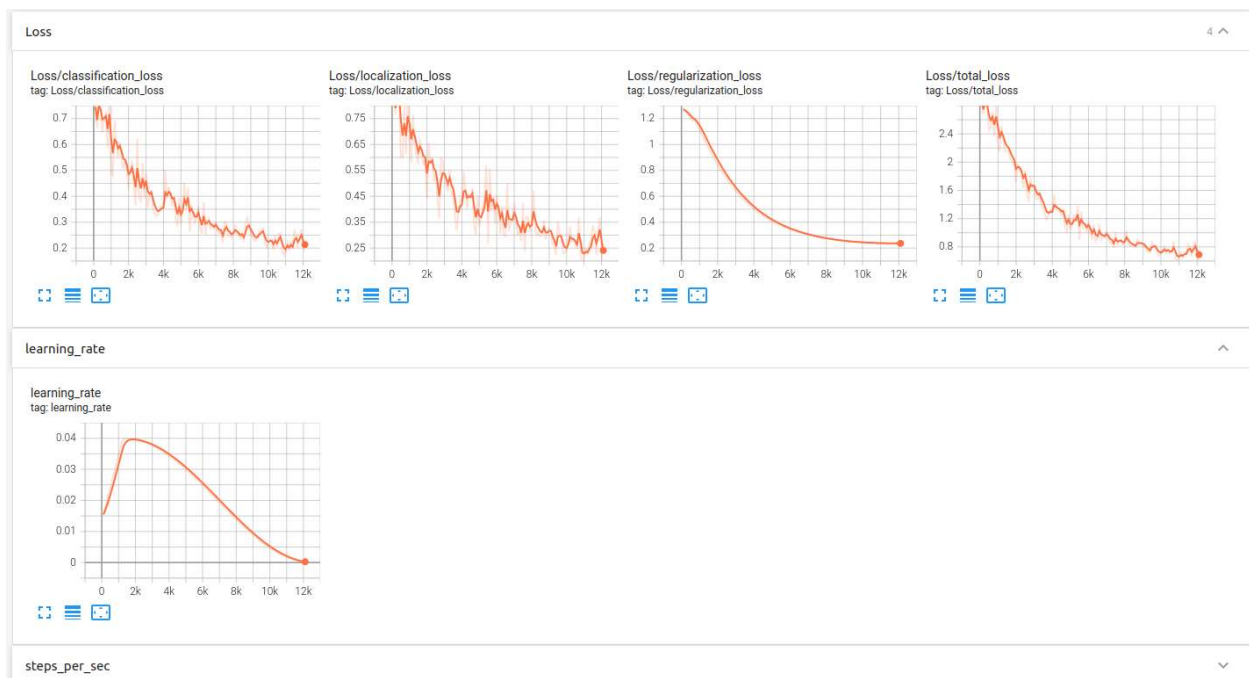 Loss
4
Loss/classification_loss
tag: Loss/classification_loss
0.7
0.6
0.5
0.4
0.3
0.2
0 2k 4k 6k 8k 10k 12k
Loss/localization_loss
tag: Loss/localization_loss
0.75
0.65
0.55
0.45
0.35
0.25
0 2k 4k 6k 8k 10k 12k
Loss/regularization_loss
tag: Loss/regularization_loss
1.2
1
0.8
0.6
0.4
0.2
0 2k 4k 6k 8k 10k 12k
Loss/total_loss
tag: Loss/total_loss
2.4
2
1.6
1.2
0.8
0 2k 4k 6k 8k 10k 12k
learning_rate
learning_rate
tag: learning_rate
0.04
0.03
0.02
0.01
0
0 2k 4k 6k 8k 10k 12k
steps_per_sec